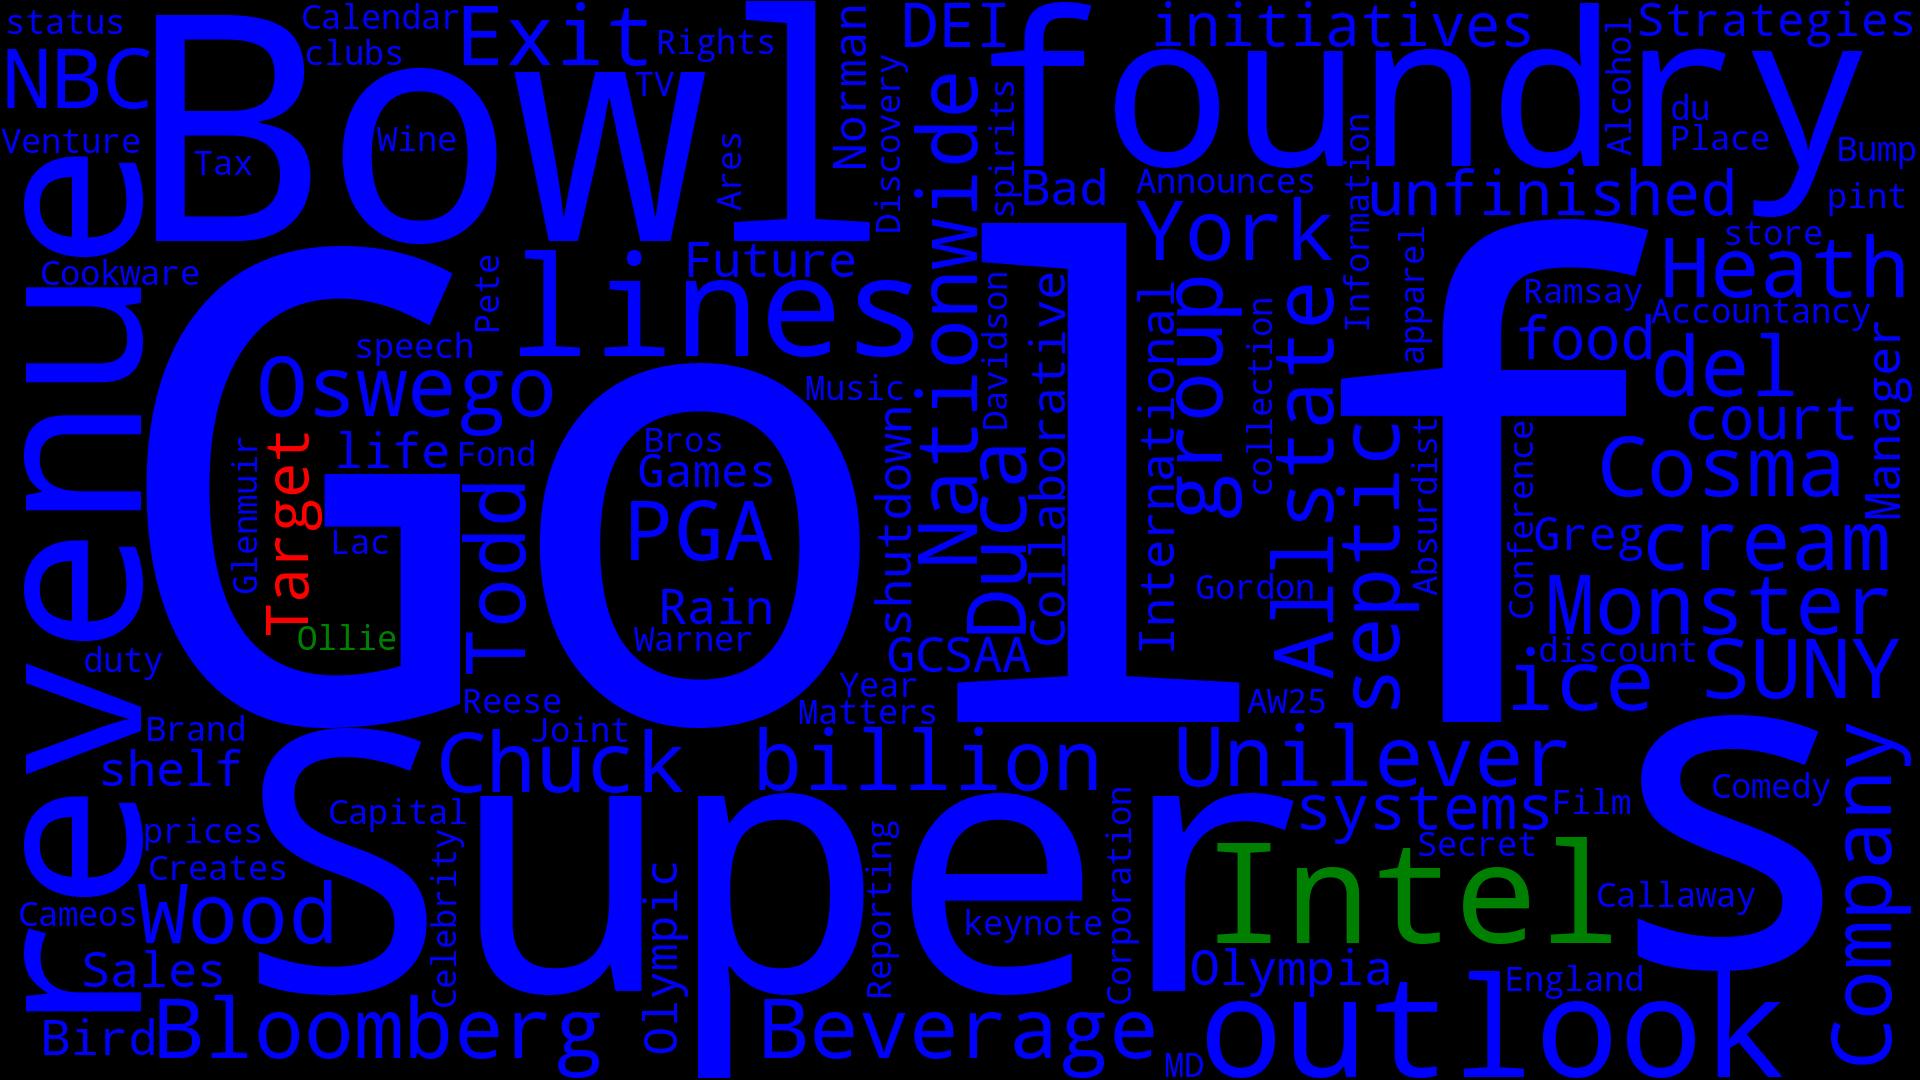 status
Calendar
clubs
Exit
Rights
TV
NBC
Venture
Bowl
Tax
Wine
Ares
Norman
Discovery
DEI
Nationwide
spirits
foundry
initiatives
Alcohol
Strategies
du
Place
Bump
pint
Bad
Announces
Information
unfinished
York
store
Heath
revenue
Cookware
Pete
lines
Future
speech
Oswego
Golf
Music
Davidson
Collaborative
International
group
collection
Allstate
apparel
Ramsay
food
Accountancy
del
court
Manager
Glenmuir
Target
life
Fond
Lac
Ollie
Todd
Bros
Games
PGA
Rain
Warner
shutdown
Duca
GCSAA
Gordon
septic
Absurdist
Conference
Cosma
Greg
cream
Monster
discount
ice
SUNY
duty
Brand
shelf
Reese
Joint
Year
Matters
AW25
Chuck
billion
Unilever
systems
Film
Secret
Comedy
Company
prices
Creates
Capital
Celebrity
Supers
Cameos
Wood
Sales
Olympic
Reporting
keynote
Corporation
Intel
Callaway
Olympia
England
Bird
Bloomberg
Beverage
MD
outlook